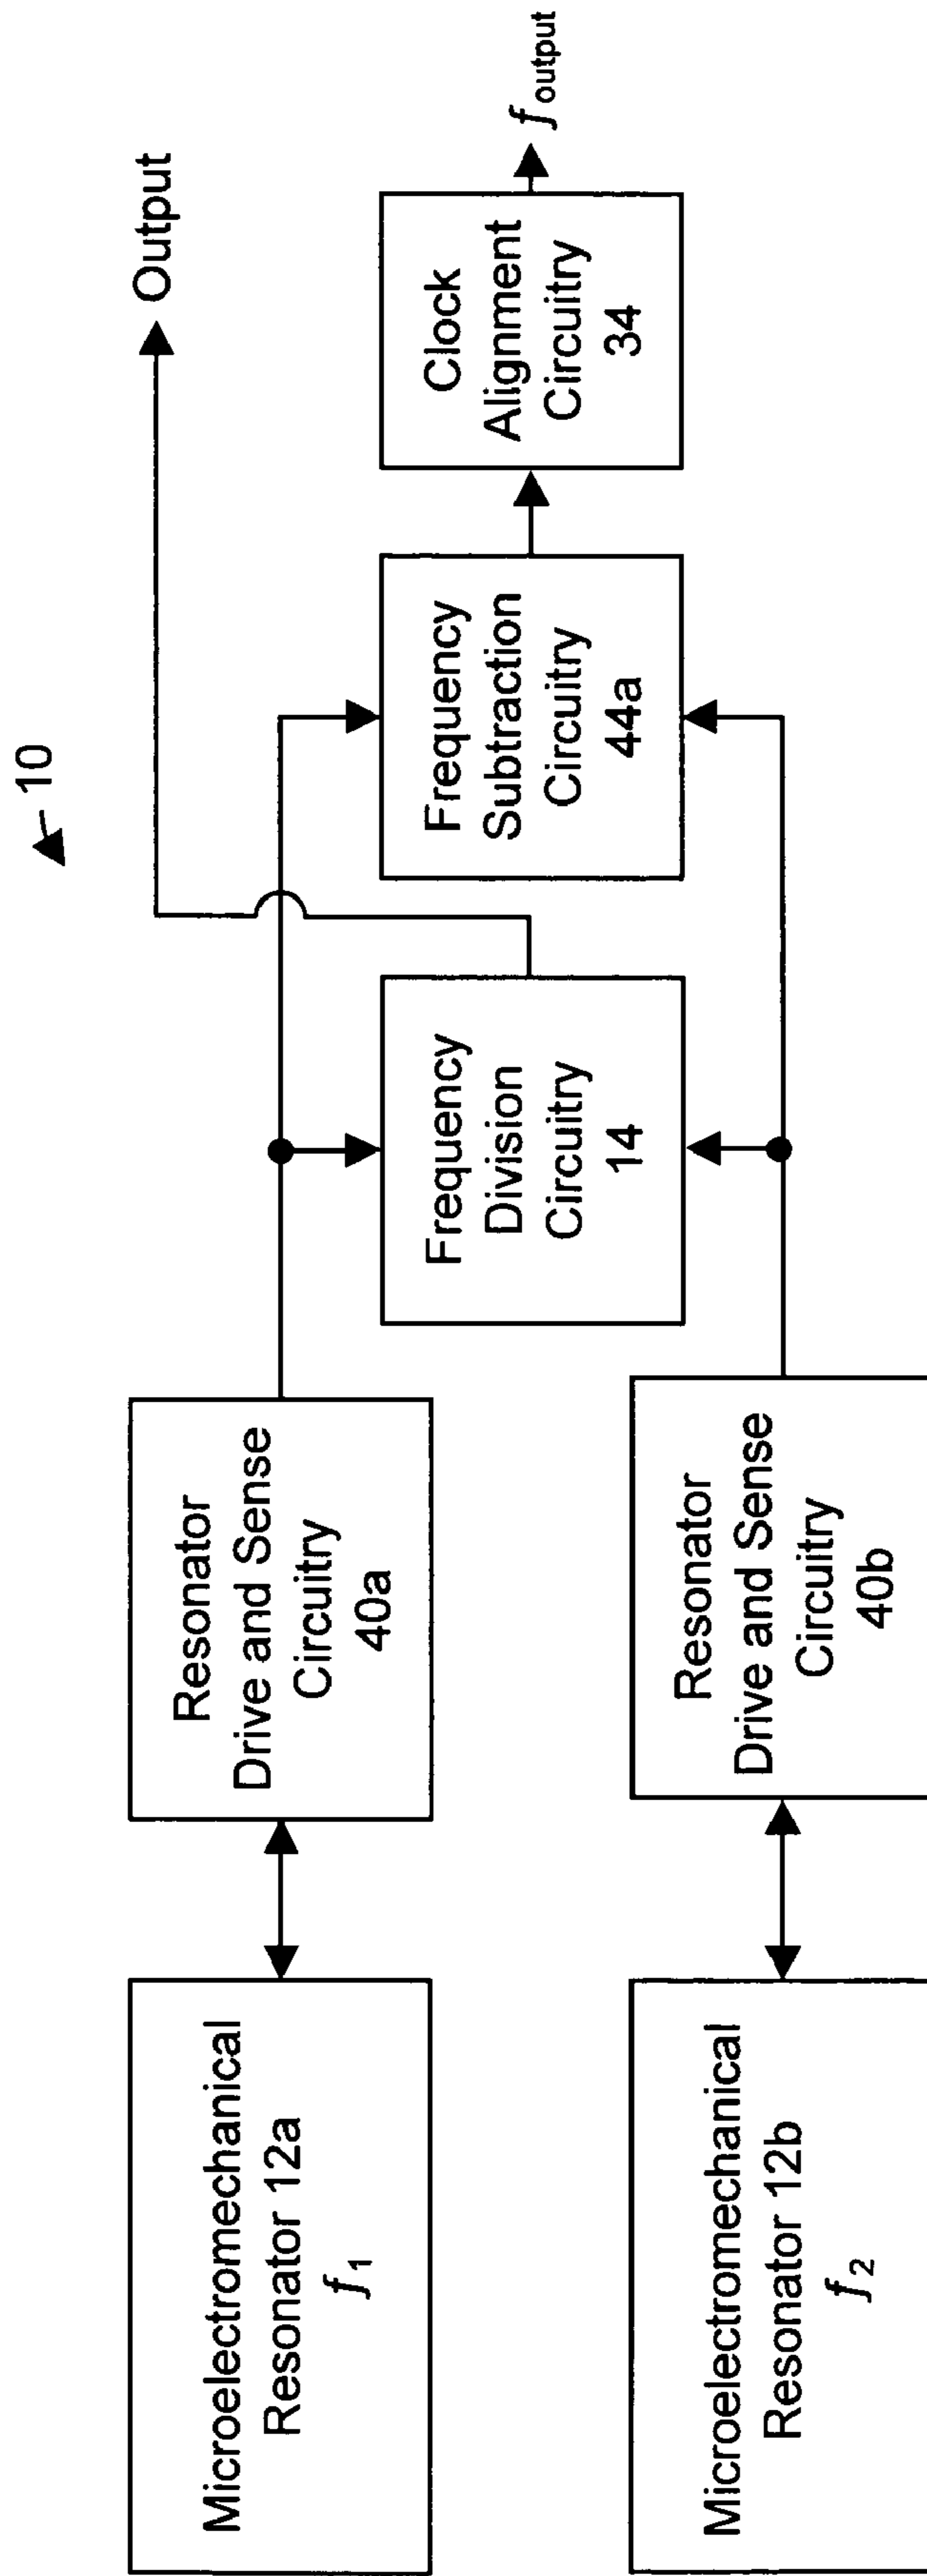 10
Output
Microelectromechanical
Resonator 12a
f1
Resonator
Drive and Sense
Circuitry
40a
Frequency
Division
Circuitry
14
Frequency
Subtraction
Circuitry
44a
Clock
Alignment
Circuitry
34
foutput
Microelectromechanical
Resonator 12b
f2
Resonator
Drive and Sense
Circuitry
40b